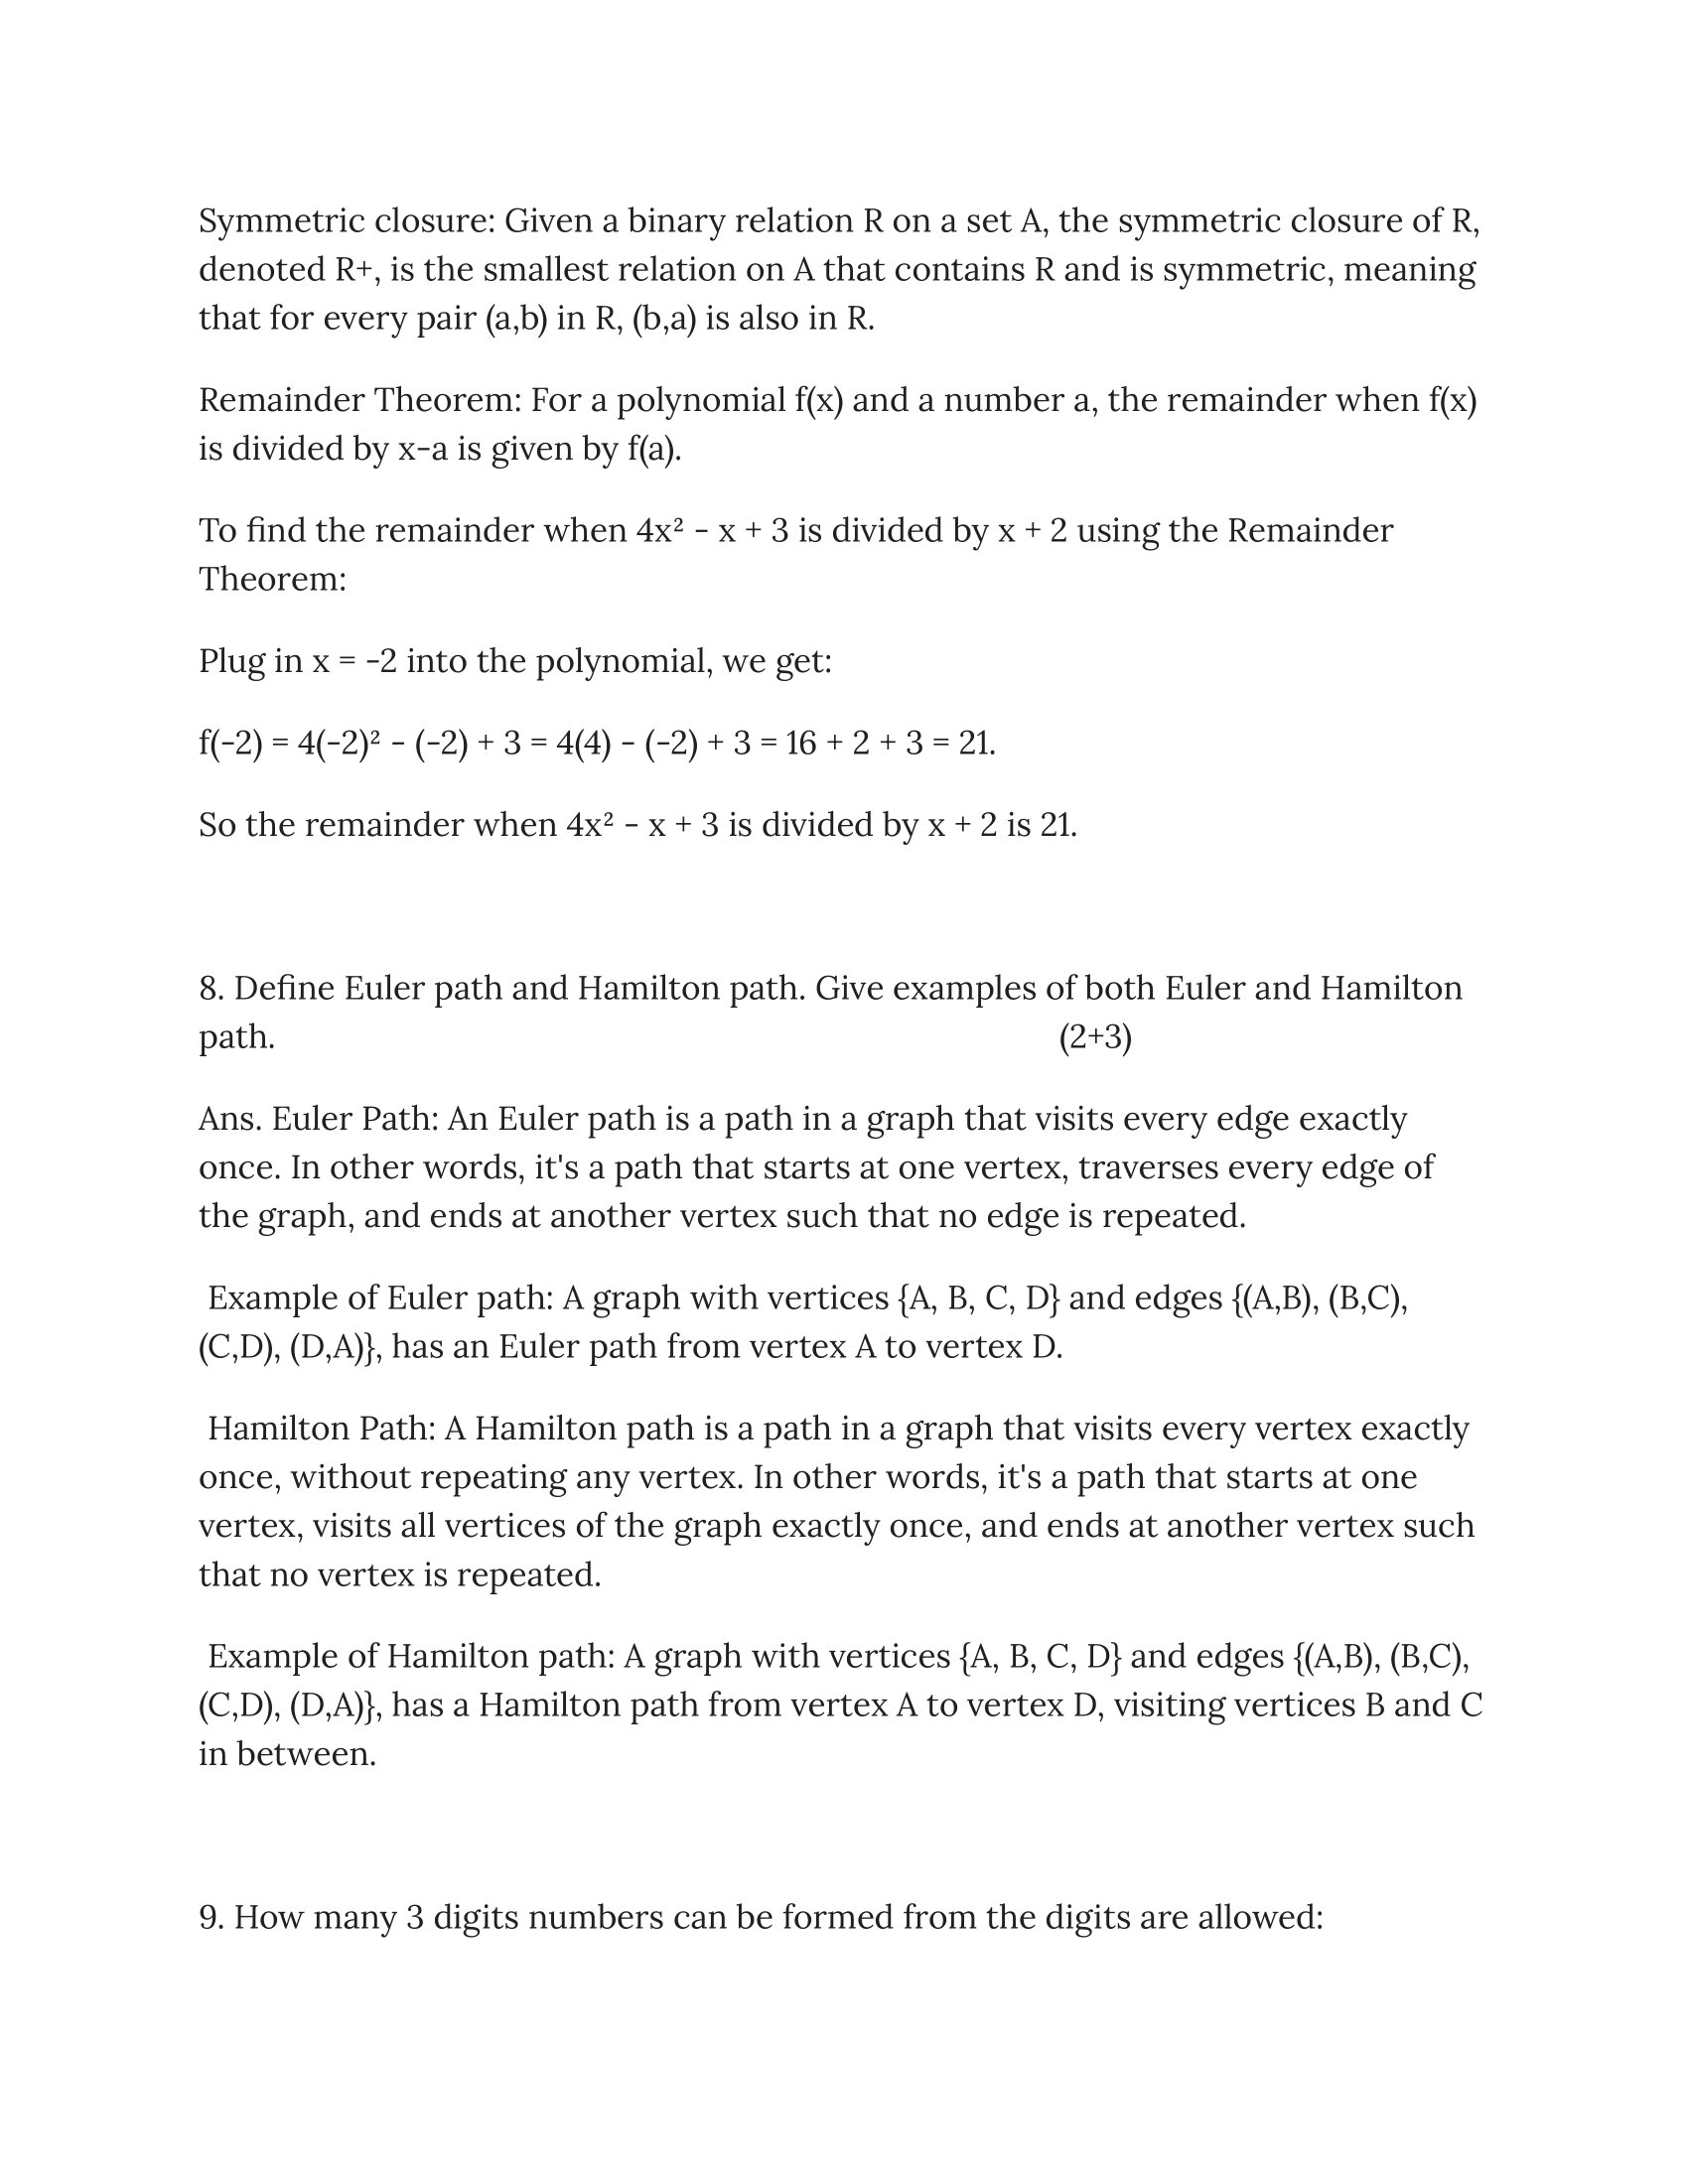 Symmetric closure: Given a binary relation R on a set A, the symmetric closure of R,
denoted R+, is the smallest relation on A that contains R and is symmetric, meaning
that for every pair (a,b) in R, (b,a) is also in R.
Remainder Theorem: For a polynomial f(x) and a number a, the remainder when f(x)
is divided by x-a is given by f(a).
To find the remainder when 4x² - x + 3 is divided by x + 2 using the Remainder
Theorem:
Plug in x = -2 into the polynomial, we get:
f(-2) = 4(-2)² - (-2) + 3 = 4(4) - (-2) + 3 = 16 + 2 + 3 = 21.
So the remainder when 4x² - x + 3 is divided by x + 2 is 21.
8. Define Euler path and Hamilton path. Give examples of both Euler and Hamilton
path. (2+3)
Ans. Euler Path: An Euler path is a path in a graph that visits every edge exactly
once. In other words, it's a path that starts at one vertex, traverses every edge of
the graph, and ends at another vertex such that no edge is repeated.
Example of Euler path: A graph with vertices {A, B, C, D} and edges {(A,B), (B,C),
(C,D), (D,A)}, has an Euler path from vertex A to vertex D.
Hamilton Path: A Hamilton path is a path in a graph that visits every vertex exactly
once, without repeating any vertex. In other words, it's a path that starts at one
vertex, visits all vertices of the graph exactly once, and ends at another vertex such
that no vertex is repeated.
Example of Hamilton path: A graph with vertices {A, B, C, D} and edges {(A,B), (B,C),
(C,D), (D,A)}, has a Hamilton path from vertex A to vertex D, visiting vertices B and C
in between.
9. How many 3 digits numbers can be formed from the digits are allowed: